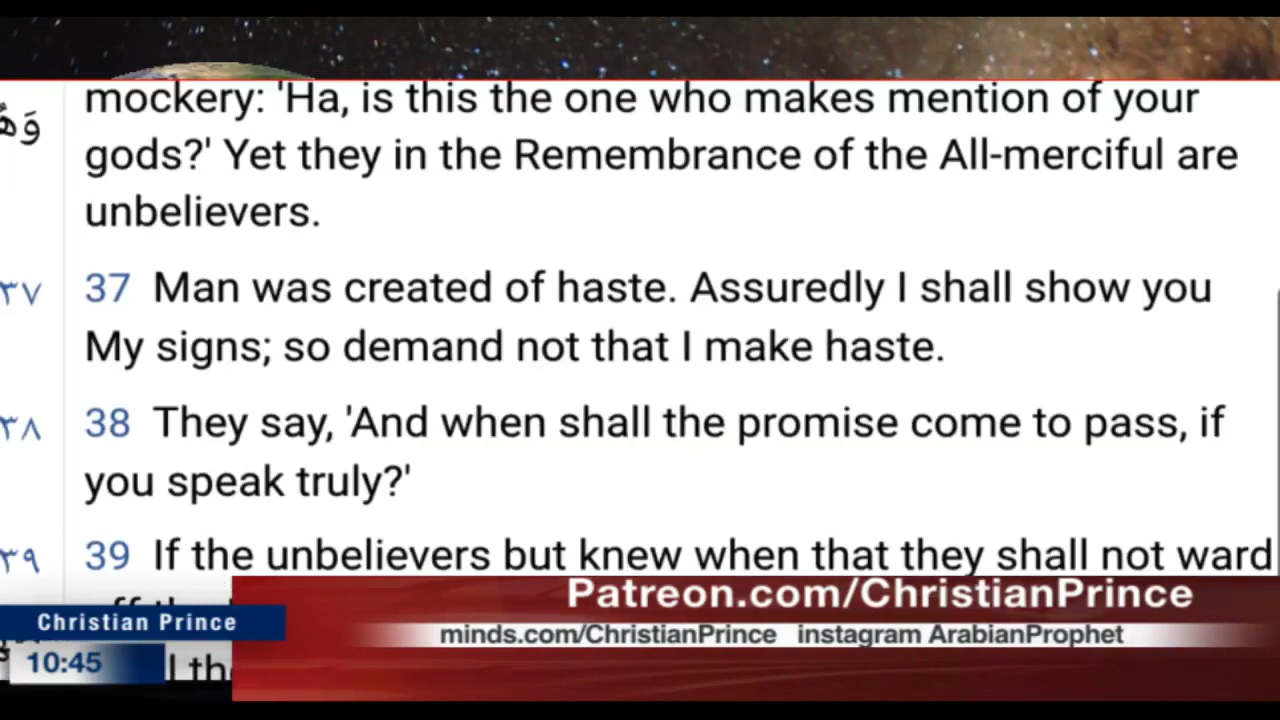 mockery: 'Ha, is this the one who makes mention of your
gods?' Yet they in the Remembrance of the All-merciful are
unbelievers.
٣٧ 37 Man was created of haste. Assuredly I shall show you
My signs; so demand not that I make haste.
٣٨ 38 They say, 'And when shall the promise come to pass, if
you speak truly?'
٣٩ 39 If the unbelievers but knew when that they shall not ward
Patreon.com/ChristianPrince
minds.com/ChristianPrince instagram ArabianProphet
Christian Prince
10:45